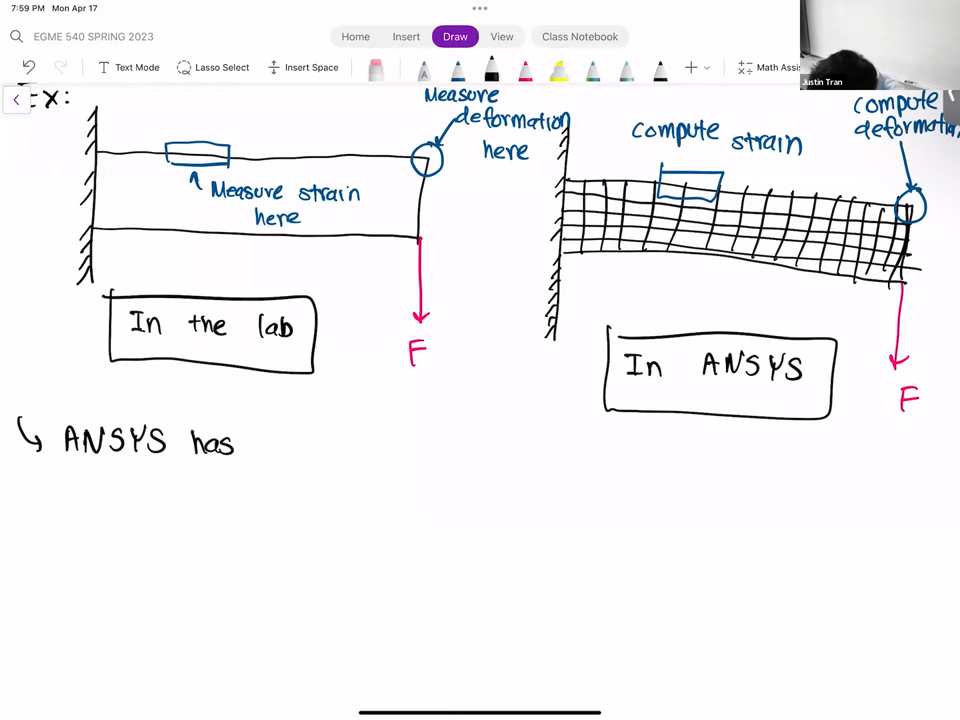 7:59 PM Mon Apr 17
EGME 540 SPRING 2023
Home Insert Draw View Class Notebook
Text Mode Lasso Select Insert Space
Justin Tran
Ex:
Measure
deformation
here
Measure strain
here
In the lab
F
compute strain
compute
deformation
In ANSYS
F
ANSYS has